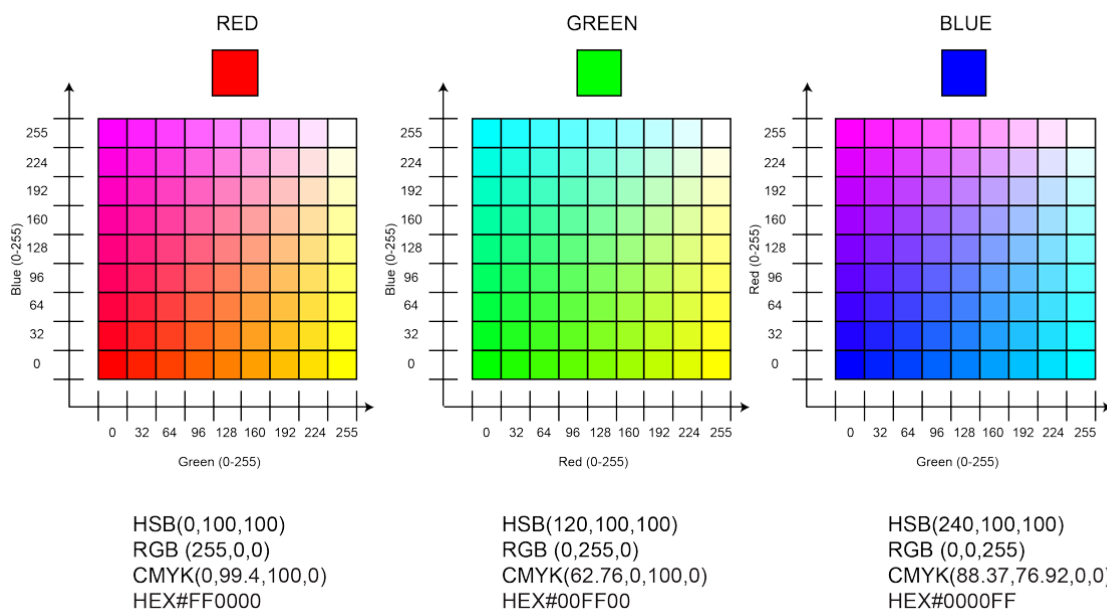 RED
GREEN
BLUE
255
224
192
160
128
96
64
32
0
Blue (0-255)
0 32 64 96 128 160 192 224 255
Green (0-255)
255
224
192
160
128
96
64
32
0
Blue (0-255)
0 32 64 96 128 160 192 224 255
Red (0-255)
255
224
192
160
128
96
64
32
0
Red (0-255)
0 32 64 96 128 160 192 224 255
Green (0-255)
HSB(0,100,100)
RGB (255,0,0)
CMYK(0,99.4,100,0)
HEX#FF0000
HSB(120,100,100)
RGB (0,255,0)
CMYK(62.76,0,100,0)
HEX#00FF00
HSB(240,100,100)
RGB (0,0,255)
CMYK(88.37,76.92,0,0)
HEX#0000FF